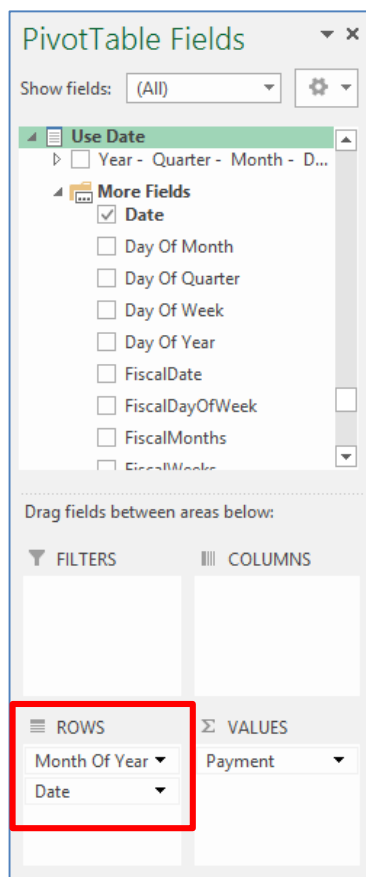 PivotTable Fields
Show fields: (All)
Use Date
Year - Quarter - Month - D...
More Fields
Date
Day Of Month
Day Of Quarter
Day Of Week
Day Of Year
FiscalDate
FiscalDayOfWeek
FiscalMonths
FiscalWeeks
Drag fields between areas below:
FILTERS
COLUMNS
ROWS
Month Of Year
Date
Σ VALUES
Payment